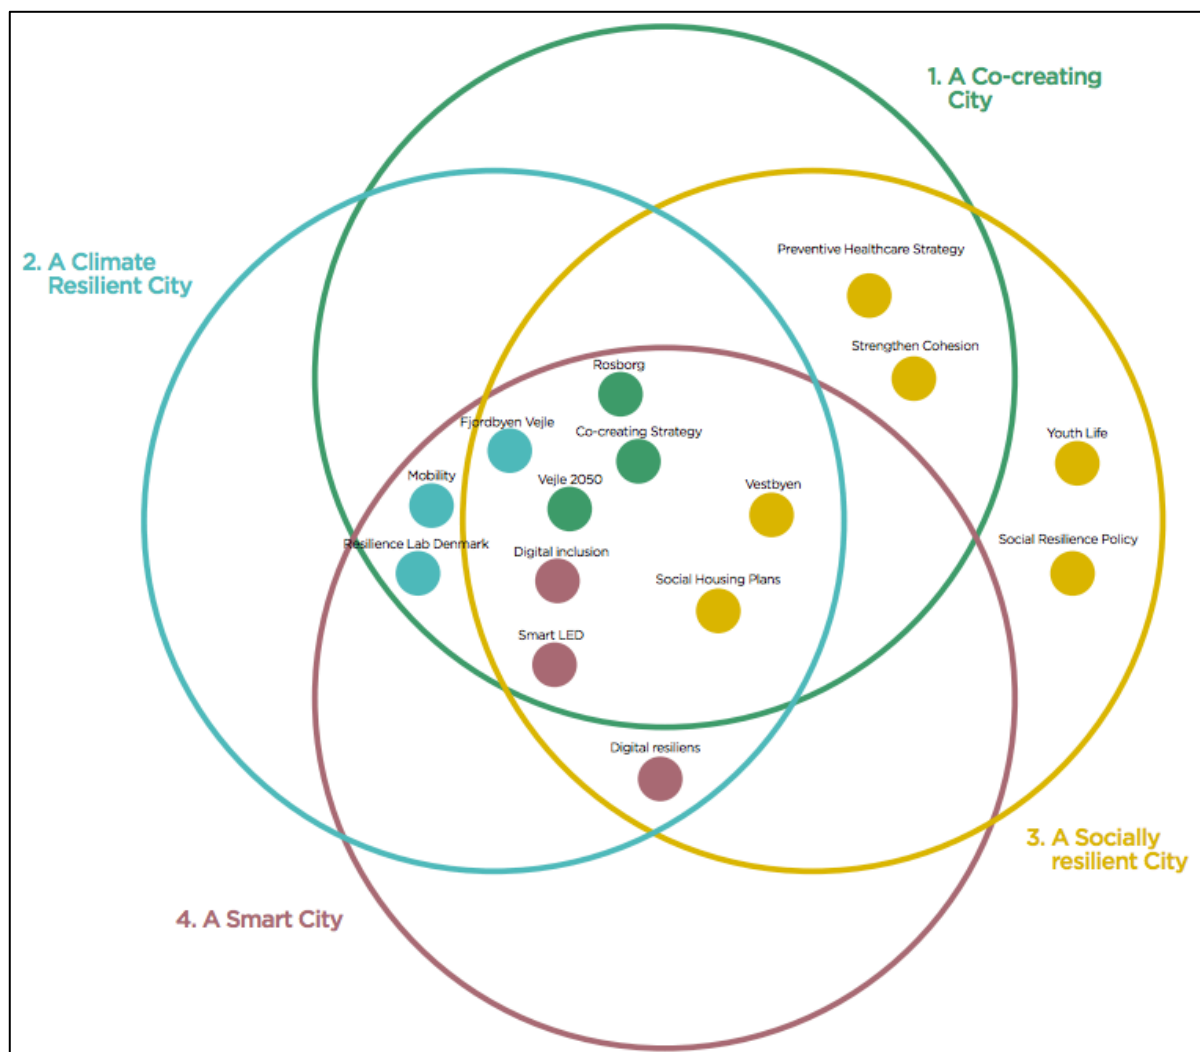 1. A Co-creating
City
2. A Climate
Resilient City
Preventive Healthcare Strategy
Strengthen Cohesion
Rosborg
Fjordbyen Vejle
Co-creating Strategy
Youth Life
Mobility
Vejle 2050
Vestbyen
Resilience Lab Denmark
Digital inclusion
Social Resilience Policy
Social Housing Plans
Smart LED
Digital resiliens
3. A Socially
resilient City
4. A Smart City